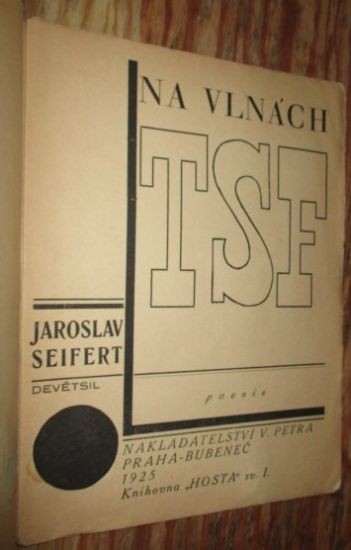 NA VLNÁCH
TSF
JAROSLAV
SEIFERT
DEVĚTSIL
poesie
NAKLADATELSTVÍ V. PETRA
PRAHA-BUBENEČ
1925
Knihovna „HOSTA" sv. I.